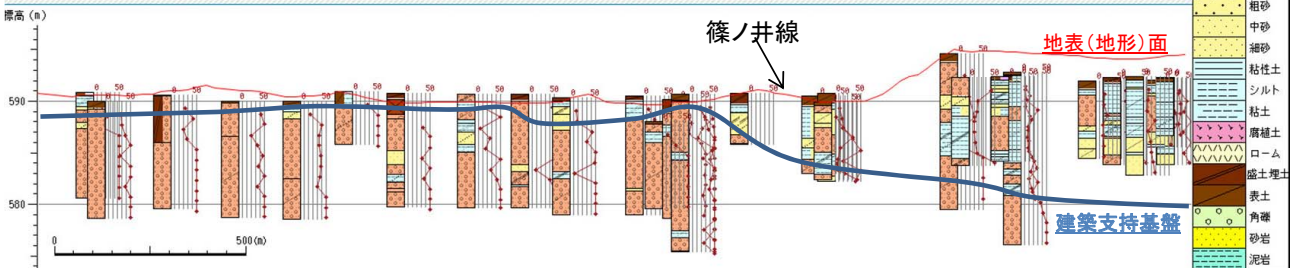 標高(m)
篠ノ井線
地表(地形)面
590
580
建築支持基盤
0
500(m)
粗砂
中砂
細砂
粘性土
シルト
粘土
腐植土
ローム
盛土埋土
表土
角礫
砂岩
泥岩